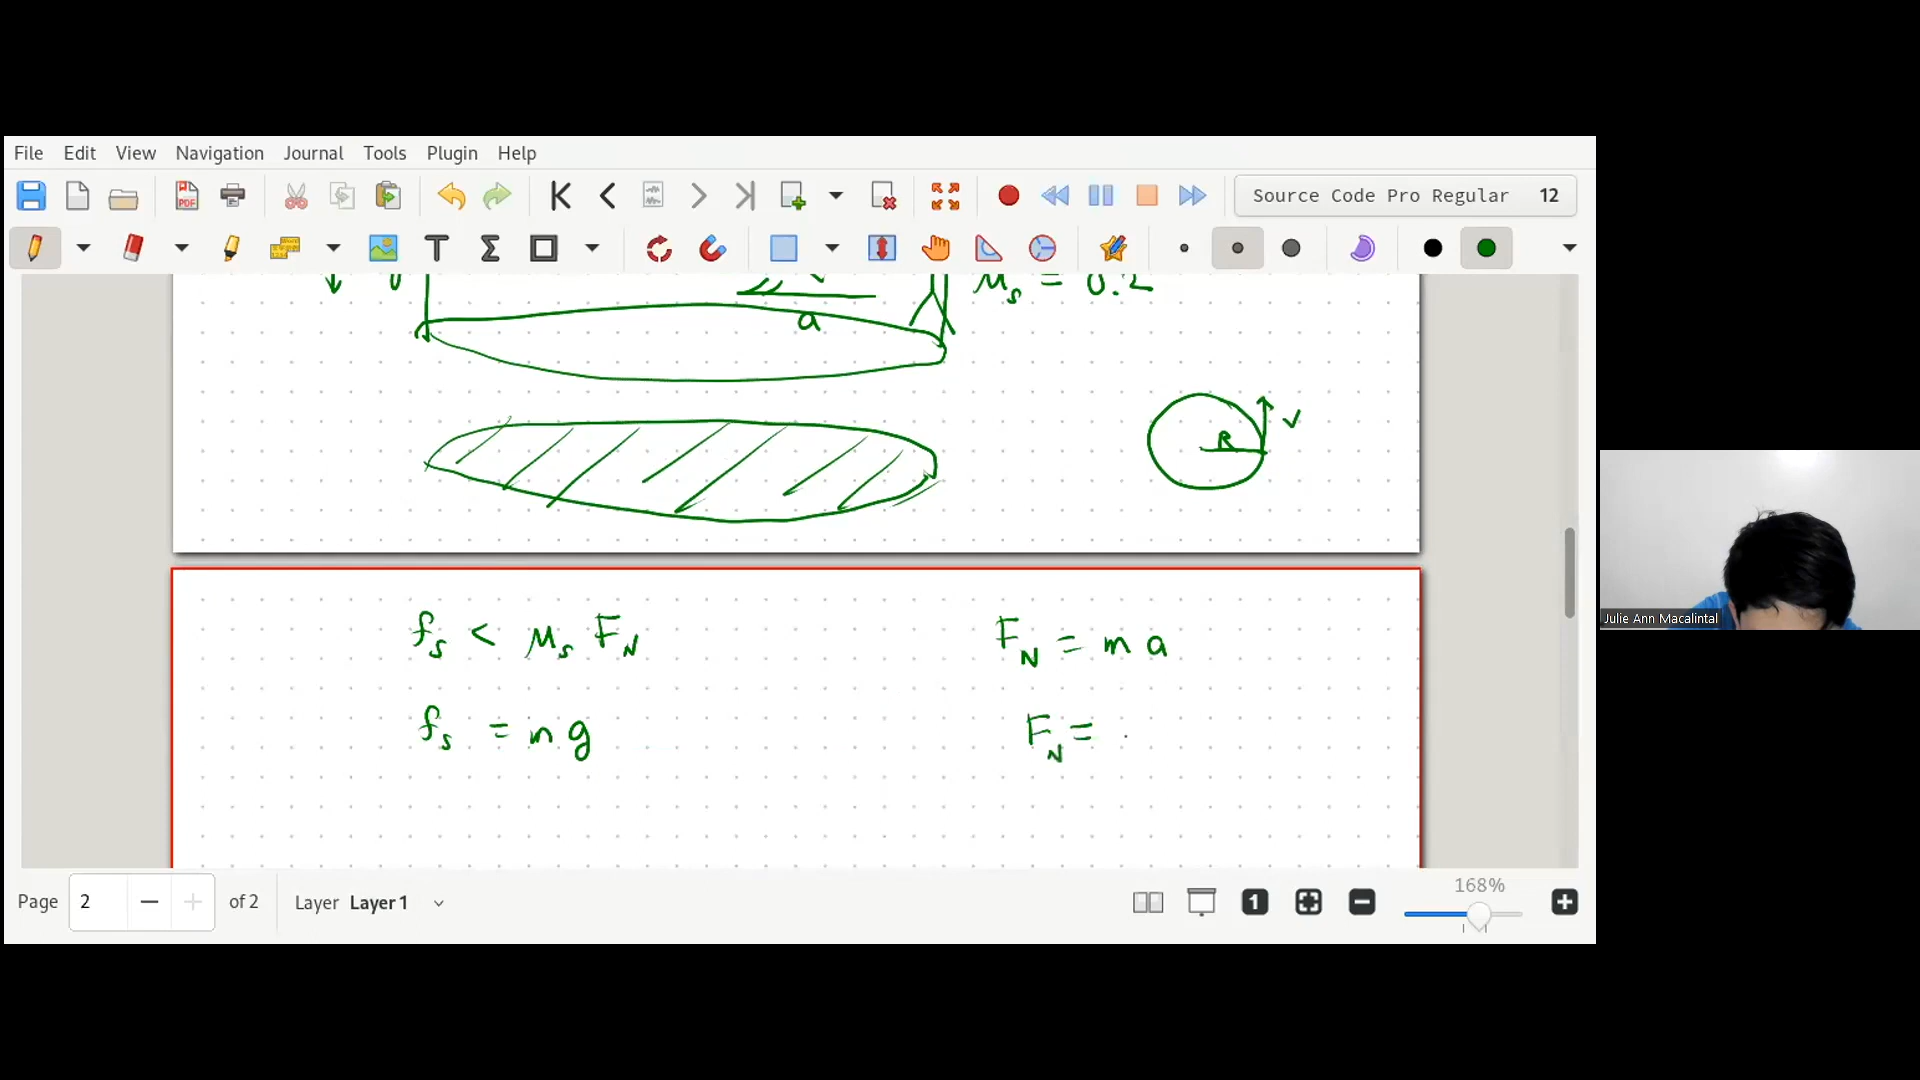 File Edit View Navigation Journal Tools Plugin Help
Source Code Pro Regular 12
μs = 0.2
a
R
v
fs < μs FN
FN = m a
fs = mg
FN =
Julie Ann Macalintal
Page 2 of 2 Layer Layer 1
168%